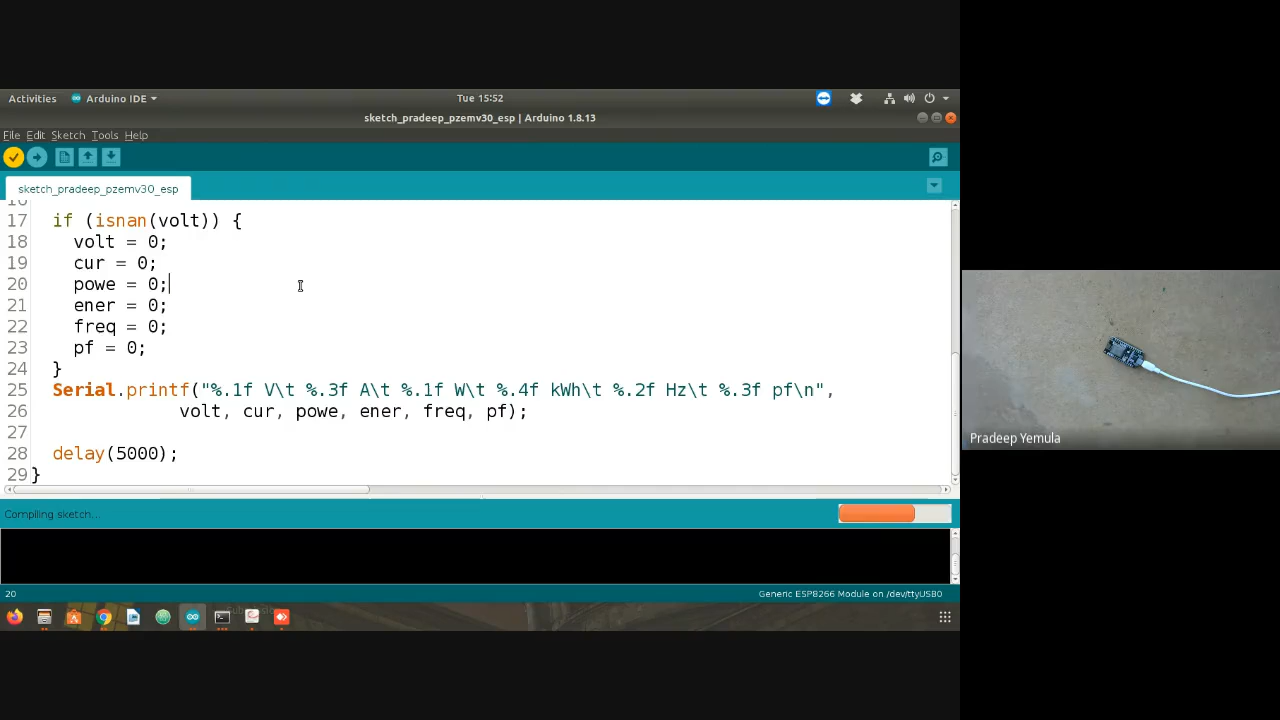 Activities Arduino IDE Tue 15:52
sketch_pradeep_pzemv30_esp | Arduino 1.8.13
File Edit Sketch Tools Help
sketch_pradeep_pzemv30_esp
16
17 if (isnan(volt)) {
18 volt = 0;
19 cur = 0;
20 powe = 0;
21 ener = 0;
22 freq = 0;
23 pf = 0;
24 }
25 Serial.printf("%.1f V\t %.3f A\t %.1f W\t %.4f kWh\t %.2f Hz\t %.3f pf\n",
26 volt, cur, powe, ener, freq, pf);
27
28 delay(5000);
29 }
Compiling sketch...
20 Generic ESP8266 Module on /dev/ttyUSB0
Pradeep Yemula